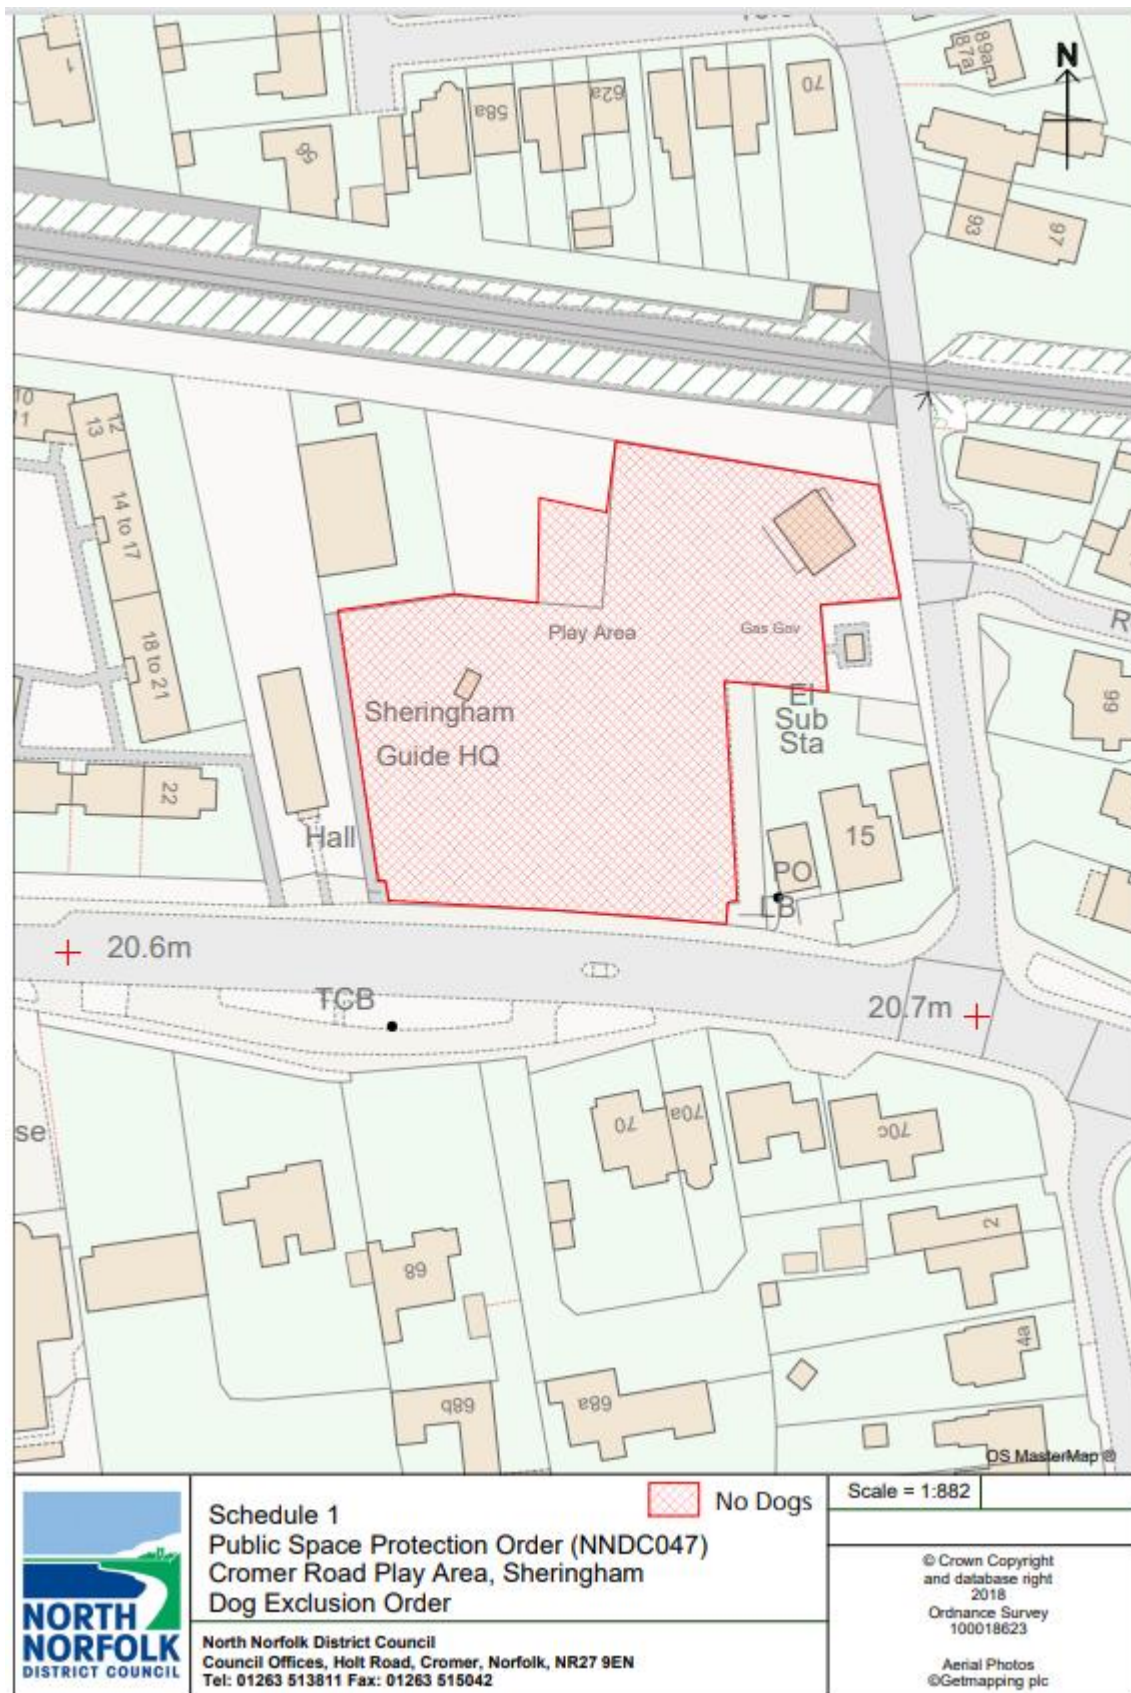 1
87a
89a
N
58a
62a
70
56
93
97
10
11
12
13
14 to 17
18 to 21
Play Area
Gas Gov
R
Sheringham
Guide HQ
El
Sub
Sta
66
22
Hall
15
PO
LB
20.6m
TCB
20.7m
se
70
70a
70c
2
68
4a
68b
68a
OS MasterMap ®
NORTH
NORFOLK
DISTRICT COUNCIL
Schedule 1
Public Space Protection Order (NNDC047)
Cromer Road Play Area, Sheringham
Dog Exclusion Order
No Dogs
North Norfolk District Council
Council Offices, Holt Road, Cromer, Norfolk, NR27 9EN
Tel: 01263 513811 Fax: 01263 515042
Scale = 1:882
© Crown Copyright
and database right
2018
Ordnance Survey
100018623
Aerial Photos
©Getmapping plc